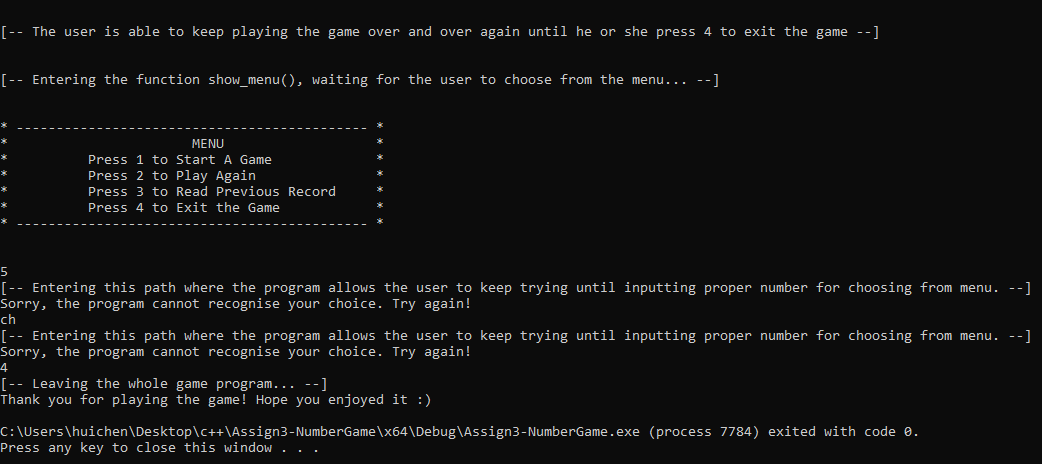 [-- The user is able to keep playing the game over and over again until he or she press 4 to exit the game --]
[-- Entering the function show_menu(), waiting for the user to choose from the menu... --]
* -------------------------------------------- *
*                       MENU                   *
*          Press 1 to Start A Game             *
*          Press 2 to Play Again               *
*          Press 3 to Read Previous Record     *
*          Press 4 to Exit the Game            *
* -------------------------------------------- *
5
[-- Entering this path where the program allows the user to keep trying until inputting proper number for choosing from menu. --]
Sorry, the program cannot recognise your choice. Try again!
ch
[-- Entering this path where the program allows the user to keep trying until inputting proper number for choosing from menu. --]
Sorry, the program cannot recognise your choice. Try again!
4
[-- Leaving the whole game program... --]
Thank you for playing the game! Hope you enjoyed it :)
C:\Users\huichen\Desktop\c++\Assign3-NumberGame\x64\Debug\Assign3-NumberGame.exe (process 7784) exited with code 0.
Press any key to close this window . . .